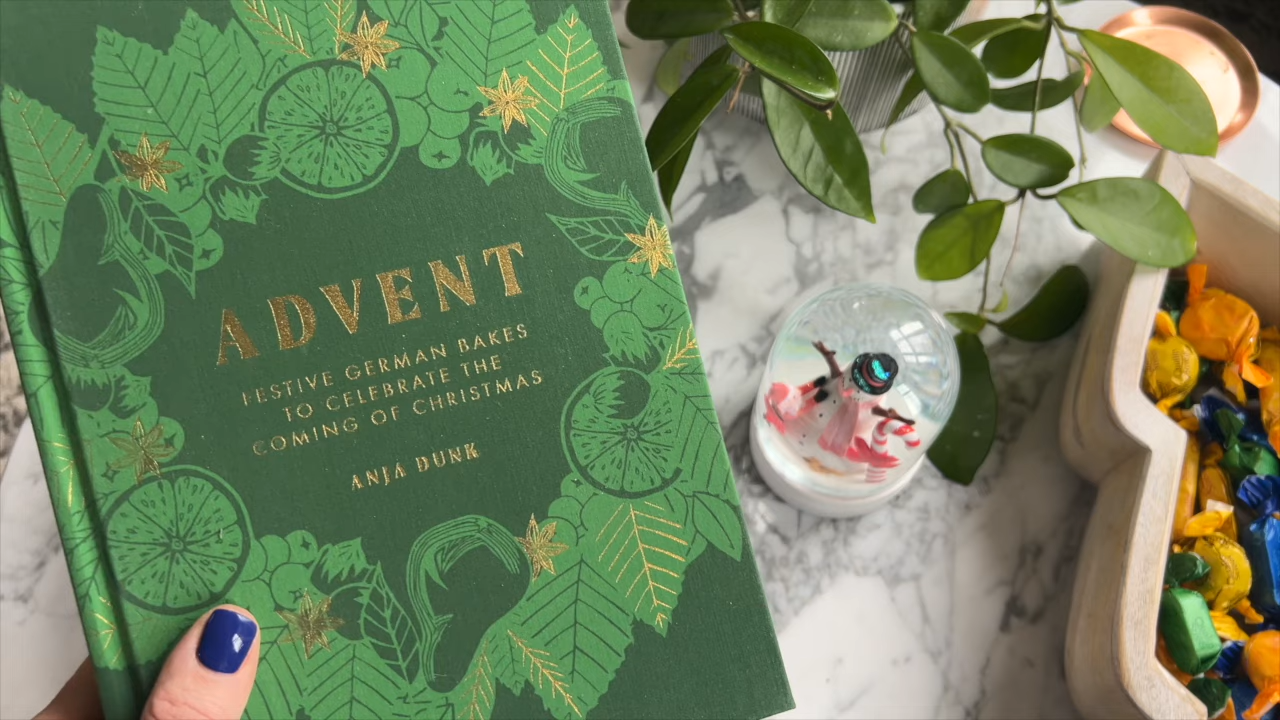 ADVENT
FESTIVE GERMAN BAKES
TO CELEBRATE THE
COMING OF CHRISTMAS
ANJA DUNK